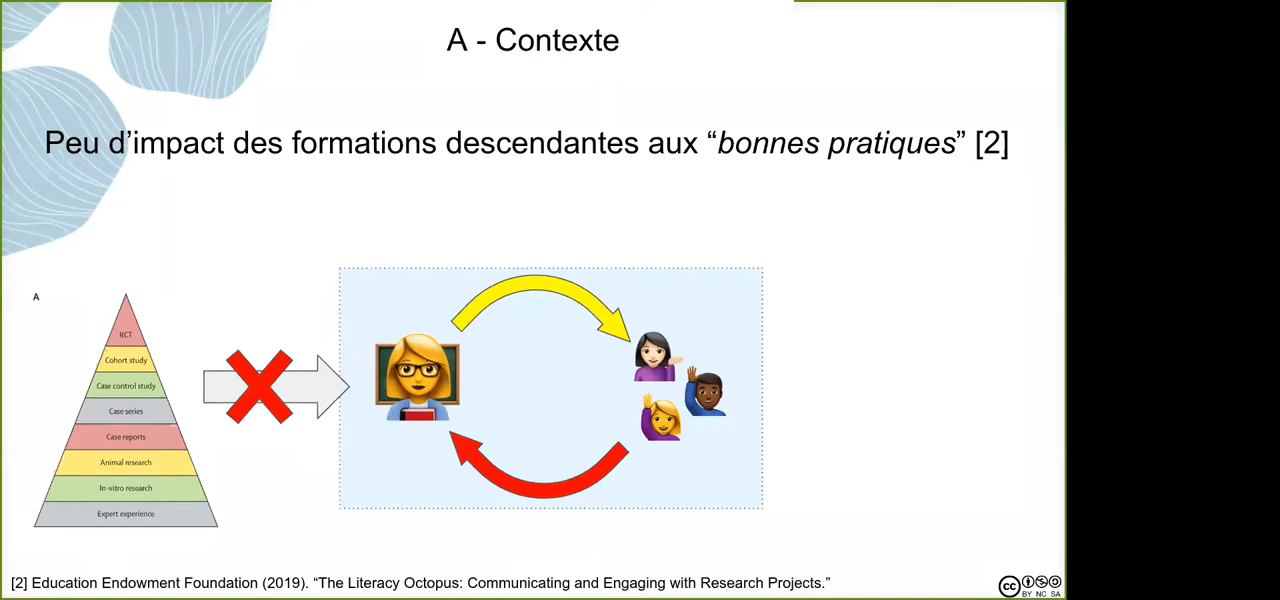 A - Contexte
Peu d’impact des formations descendantes aux “bonnes pratiques” [2]
A
RCT
Cohort study
Case control study
Case series
Case reports
Animal research
In-vitro research
Expert experience
[2] Education Endowment Foundation (2019). “The Literacy Octopus: Communicating and Engaging with Research Projects.”
cc
BY NC SA